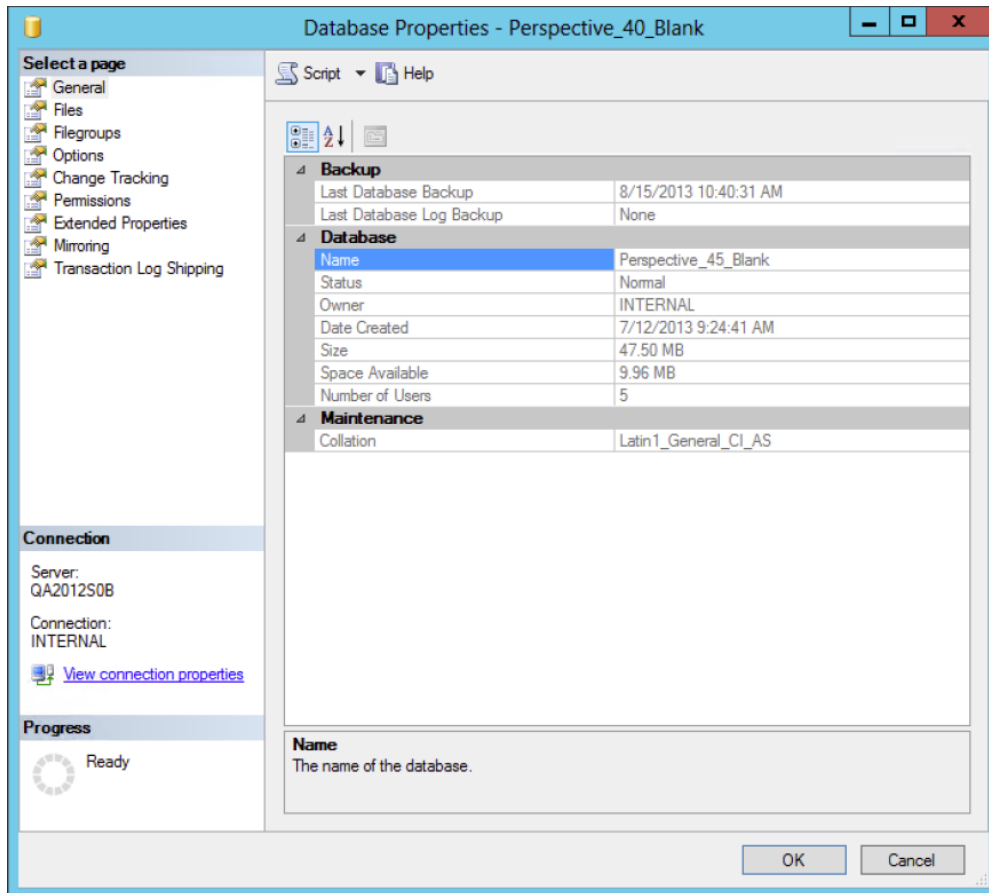 Database Properties - Perspective_40_Blank
Select a page
General
Files
Filegroups
Options
Change Tracking
Permissions
Extended Properties
Mirroring
Transaction Log Shipping
Connection
Server:
QA2012S0B
Connection:
INTERNAL
View connection properties
Progress
Ready
Script Help
Backup
Last Database Backup 8/15/2013 10:40:31 AM
Last Database Log Backup None
Database
Name Perspective_45_Blank
Status Normal
Owner INTERNAL
Date Created 7/12/2013 9:24:41 AM
Size 47.50 MB
Space Available 9.96 MB
Number of Users 5
Maintenance
Collation Latin1_General_CI_AS
Name
The name of the database.
OK Cancel